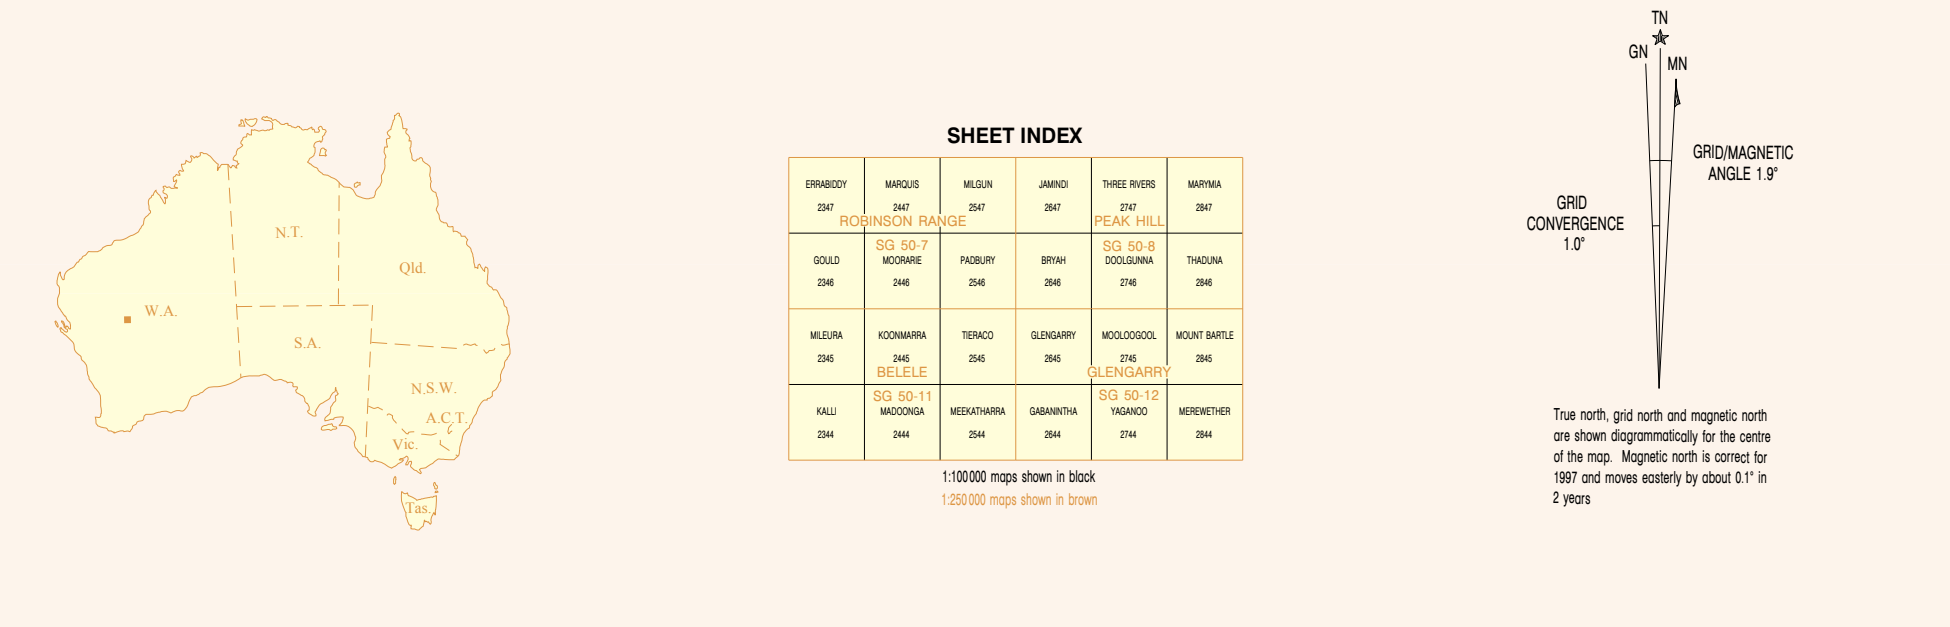 N.T.
Qld.
W.A.
S.A.
N.S.W.
A.C.T.
Vic.
Tas.
SHEET INDEX
ERRABIDDY MARQUIS MILGUN JAMINDI THREE RIVERS MARYMIA
2347 2447 2547 2647 2747 2847
ROBINSON RANGE PEAK HILL
SG 50-7 SG 50-8
GOULD MOORARIE PADBURY BRYAH DOOLGUNNA THADUNA
2346 2446 2546 2646 2746 2846
MILEURA KOONMARRA TIERACO GLENGARRY MOOLOOGOOL MOUNT BARTLE
2345 2445 2545 2645 2745 2845
BELELE GLENGARRY
SG 50-11 SG 50-12
KALLI MADOONGA MEEKATHARRA GABANINTHA YAGANOO MEREWETHER
2344 2444 2544 2644 2744 2844
1:100000 maps shown in black
1:250000 maps shown in brown
TN
GN
MN
GRID/MAGNETIC
ANGLE 1.9°
GRID
CONVERGENCE
1.0°
True north, grid north and magnetic north
are shown diagrammatically for the centre
of the map. Magnetic north is correct for
1997 and moves easterly by about 0.1° in
2 years